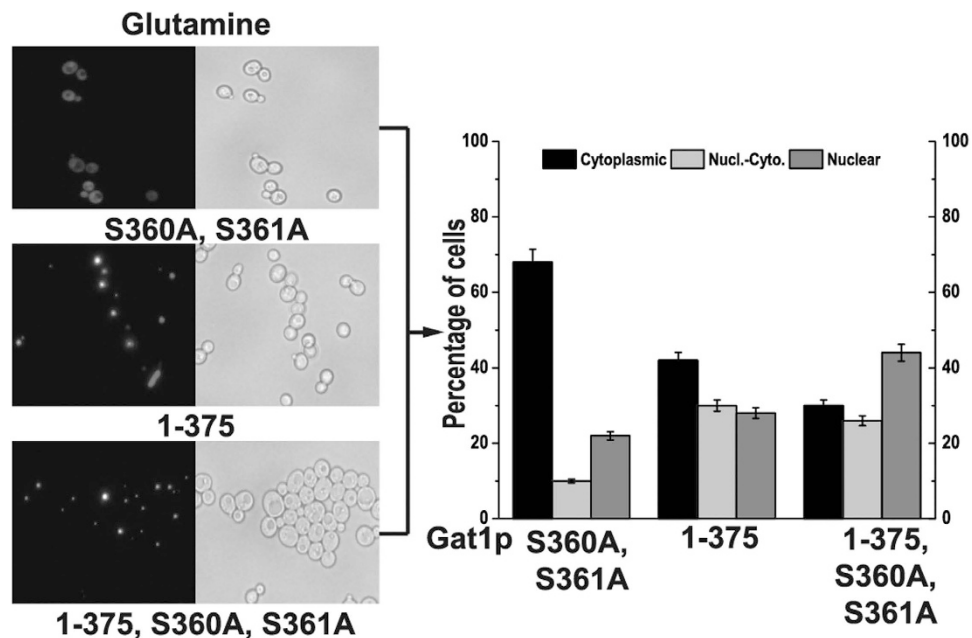 Glutamine
S360A, S361A
1-375
1-375, S360A, S361A
Percentage of cells
100
80
60
40
20
0
Cytoplasmic Nucl.-Cyto. Nuclear
100
80
60
40
20
0
Gat1p
S360A,
S361A
1-375
1-375,
S360A,
S361A